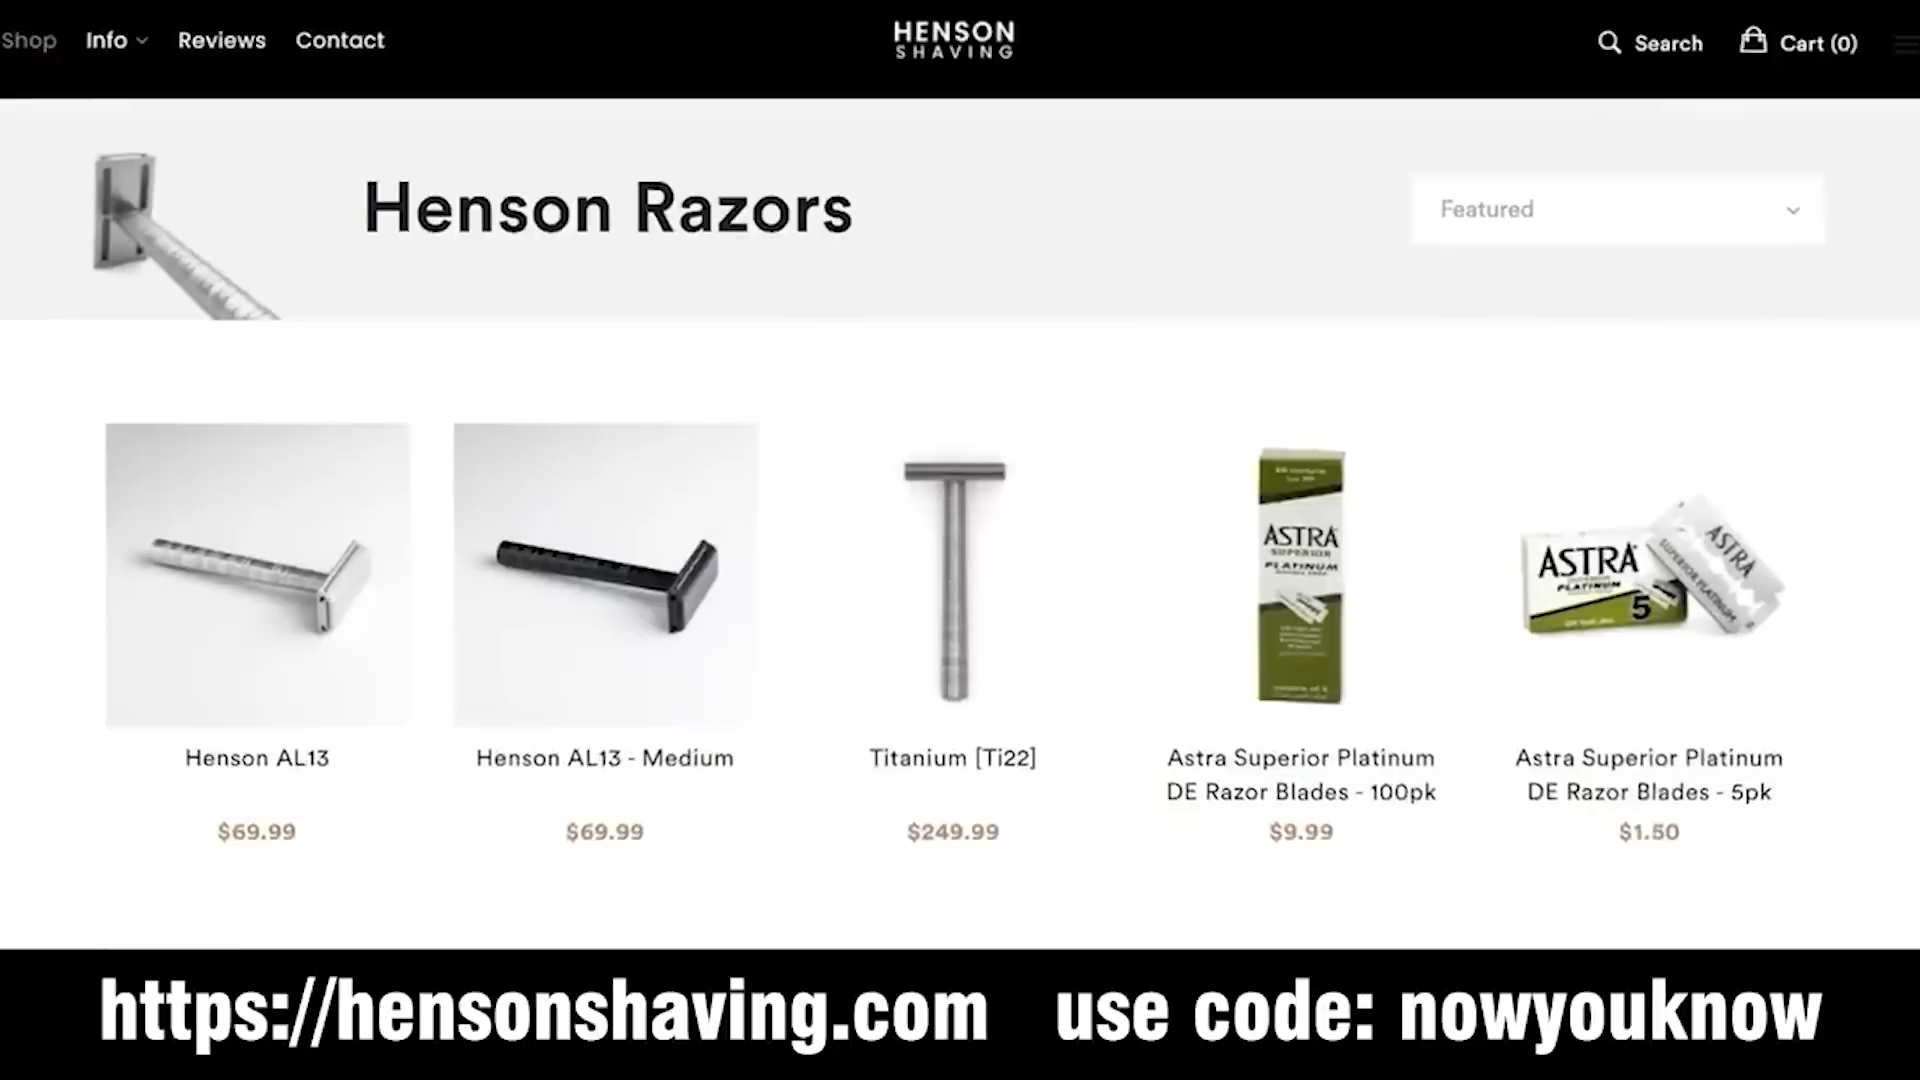 Shop Info Reviews Contact
HENSON
SHAVING
Search Cart (0)
Henson Razors
Featured
ASTRA
SUPERIOR
PLATINUM
ASTRA
PLATINUM
5
ASTRA
SUPERIOR PLATINUM
Henson AL13
$69.99
Henson AL13 - Medium
$69.99
Titanium [Ti22]
$249.99
Astra Superior Platinum
DE Razor Blades - 100pk
$9.99
Astra Superior Platinum
DE Razor Blades - 5pk
$1.50
https://hensonshaving.com use code: nowyouknow